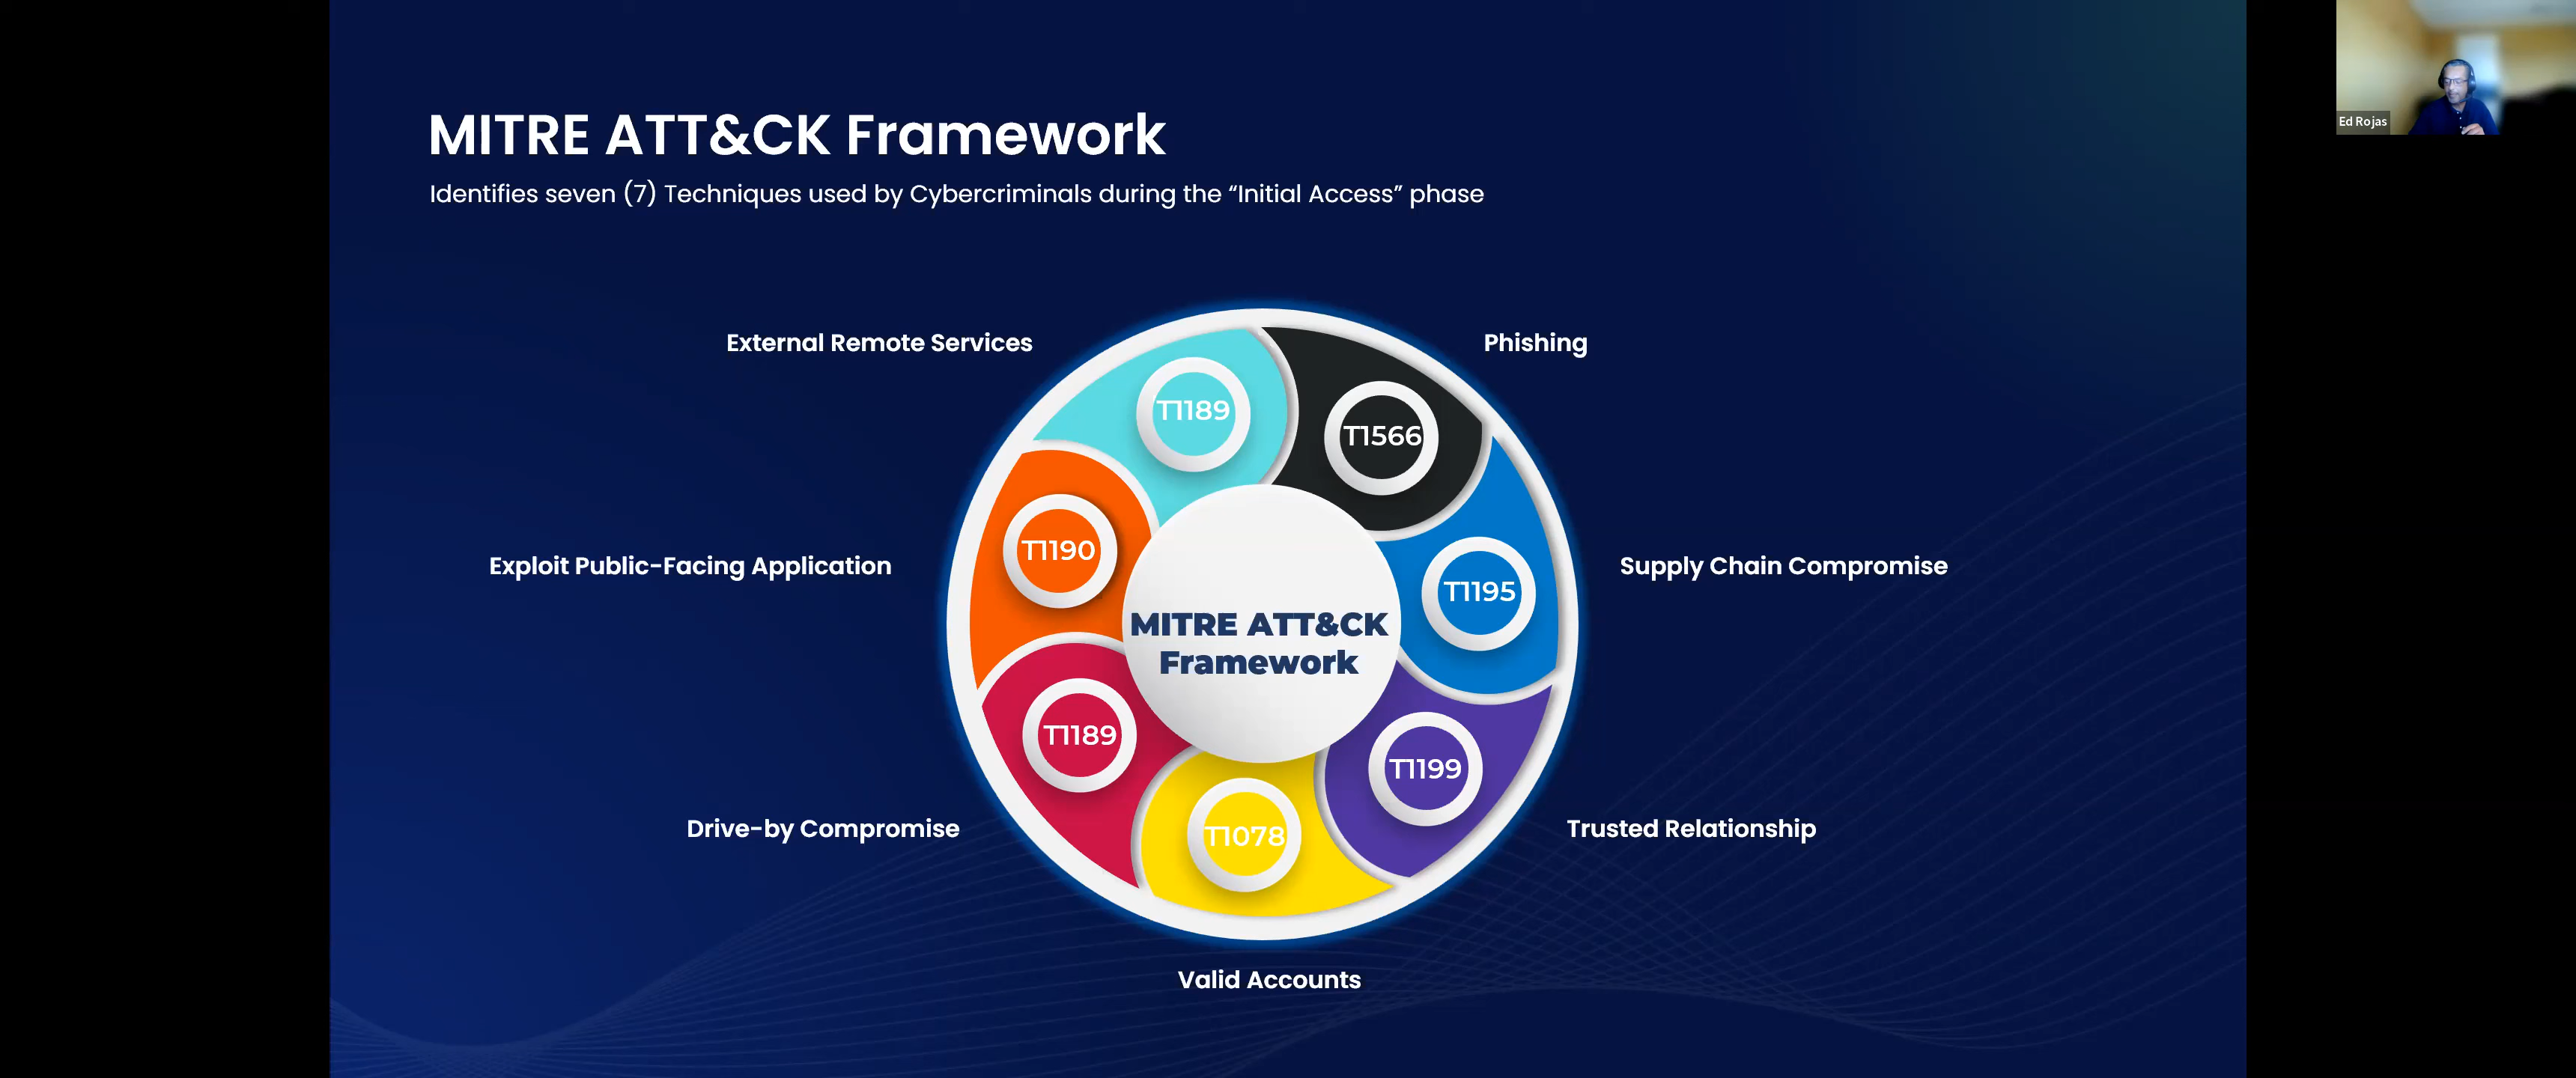 MITRE ATT&CK Framework
Identifies seven (7) Techniques used by Cybercriminals during the “Initial Access” phase
Ed Rojas
External Remote Services
Phishing
T1189
T1566
Exploit Public-Facing Application
T1190
T1195
Supply Chain Compromise
MITRE ATT&CK
Framework
T1189
T1199
Drive-by Compromise
T1078
Trusted Relationship
Valid Accounts